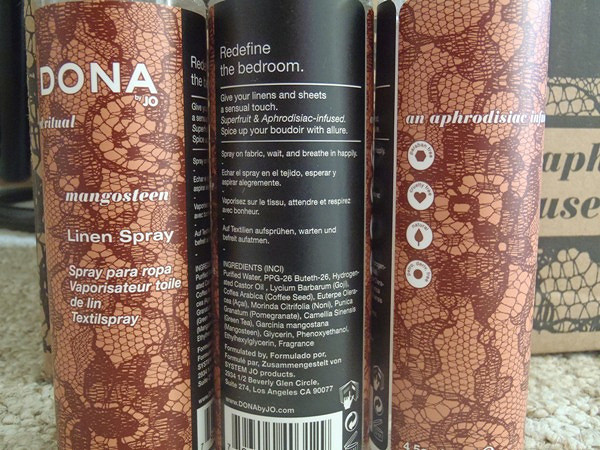 DONA
by JO
ritual
mangosteen
Linen Spray
Spray para ropa
Vaporisateur toile
de lin
Textilspray
Redefine
the bedroom.
Give your linens and sheets
a sensual touch.
Superfruit & Aphrodisiac-infused.
Spice up your boudoir with allure.
Spray on fabric, wait, and breathe in happily.
Echar el spray en el tejido, esperar y
aspirar alegremente.
Vaporisez sur le tissu, attendre et respirez
avec bonheur.
Auf Textilien aufsprühen, warten und
befreit aufatmen.
INGREDIENTS (INCI)
Purified Water, PPG-26 Buteth-26, Hydrogen-
ated Castor Oil , Lycium Barbarum (Goji),
Coffea Arabica (Coffee Seed), Euterpe Olera-
cea (Açai), Morinda Citrifolia (Noni), Punica
Granatum (Pomegranate), Camellia Sinensis
(Green Tea), Garcinia mangostana
(Mangosteen), Glycerin, Phenoxyethanol,
Ethylhexylglycerin, Fragrance
Formulated by, Formulado por,
Formulé par, Zusammengestelt von
SYSTEM JO products.
2934 1/2 Beverly Glen Circle,
Suite 274, Los Angeles CA 90077
www.DONAbyJO.com
an aphrodisiac
aph
use